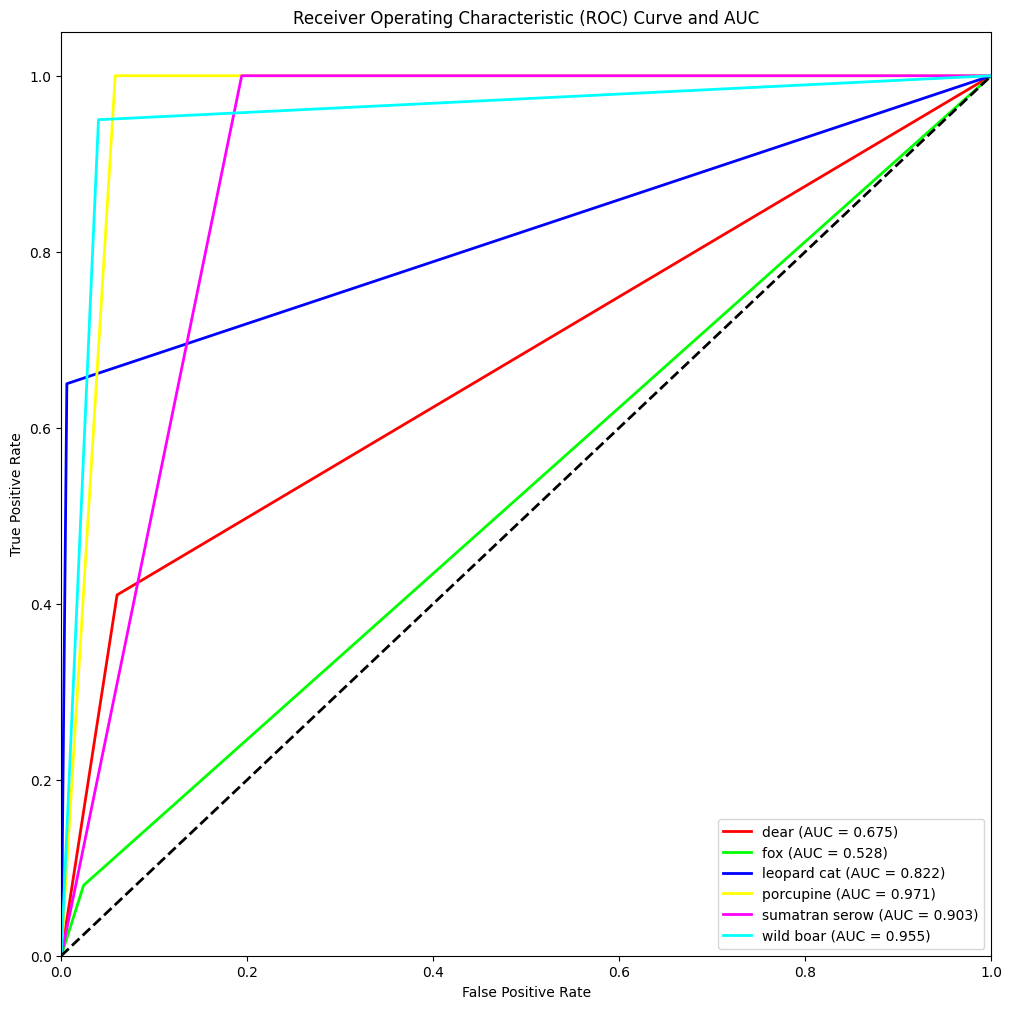 Receiver Operating Characteristic (ROC) Curve and AUC
True Positive Rate
1.0
0.8
0.6
0.4
0.2
0.0
0.0 0.2 0.4 0.6 0.8 1.0
False Positive Rate
dear (AUC = 0.675)
fox (AUC = 0.528)
leopard cat (AUC = 0.822)
porcupine (AUC = 0.971)
sumatran serow (AUC = 0.903)
wild boar (AUC = 0.955)